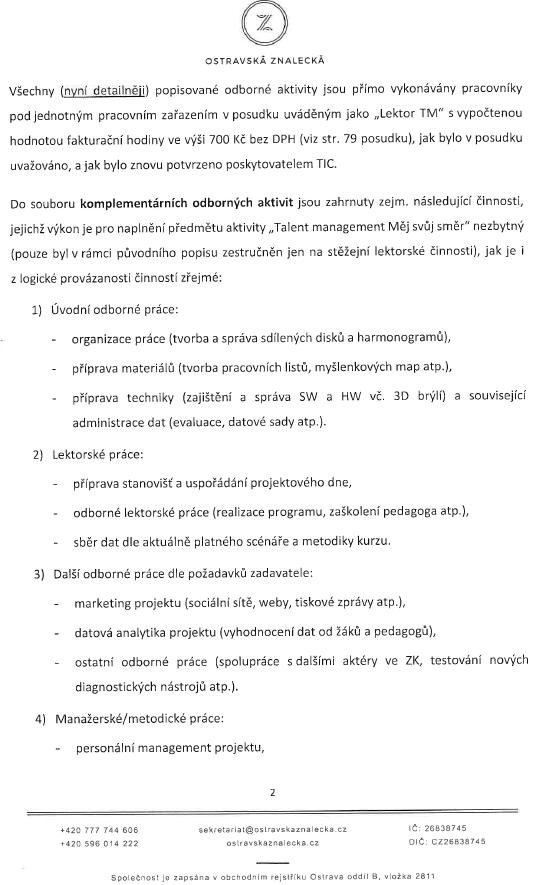 Z
OSTRAVSKÁ ZNALECKÁ
Všechny (nyní detailněji) popisované odborné aktivity jsou přímo vykonávány pracovníky
pod jednotným pracovním zařazením v posudku uváděným jako „Lektor TM" s vypočtenou
hodnotou fakturační hodiny ve výši 700 Kč bez DPH (viz str. 79 posudku), jak bylo v posudku
uvažováno, a jak bylo znovu potvrzeno poskytovatelem TIC.
Do souboru komplementárních odborných aktivit jsou zahrnuty zejm. následující činnosti,
jejichž výkon je pro naplnění předmětu aktivity „Talent management Měj svůj směr" nezbytný
(pouze byl v rámci původního popisu zestručněn jen na stěžejní lektorské činnosti), jak je i
z logické provázanosti činností zřejmé:
1) Úvodní odborné práce:
- organizace práce (tvorba a správa sdílených disků a harmonogramů),
- příprava materiálů (tvorba pracovních listů, myšlenkových map atp.),
- příprava techniky (zajištění a správa SW a HW vč. 3D brýlí) a související
administrace dat (evaluace, datové sady atp.).
2) Lektorské práce:
- příprava stanovišť a uspořádání projektového dne,
- odborné lektorské práce (realizace programu, zaškolení pedagoga atp.),
- sběr dat dle aktuálně platného scénáře a metodiky kurzu.
3) Další odborné práce dle požadavků zadavatele:
- marketing projektu (sociální sítě, weby, tiskové zprávy atp.),
- datová analytika projektu (vyhodnocení dat od žáků a pedagogů),
- ostatní odborné práce (spolupráce s dalšími aktéry ve ZK, testování nových
diagnostických nástrojů atp.).
4) Manažerské/metodické práce:
- personální management projektu,
2
+420 777 744 606 sekretariat@ostravskaznalecka.cz IČ: 26838745
+420 596 014 222 ostravskaznalecka.cz DIČ: CZ26838745
Společnost je zapsána v obchodním rejstříku Ostrava oddíl B, vložka 2811